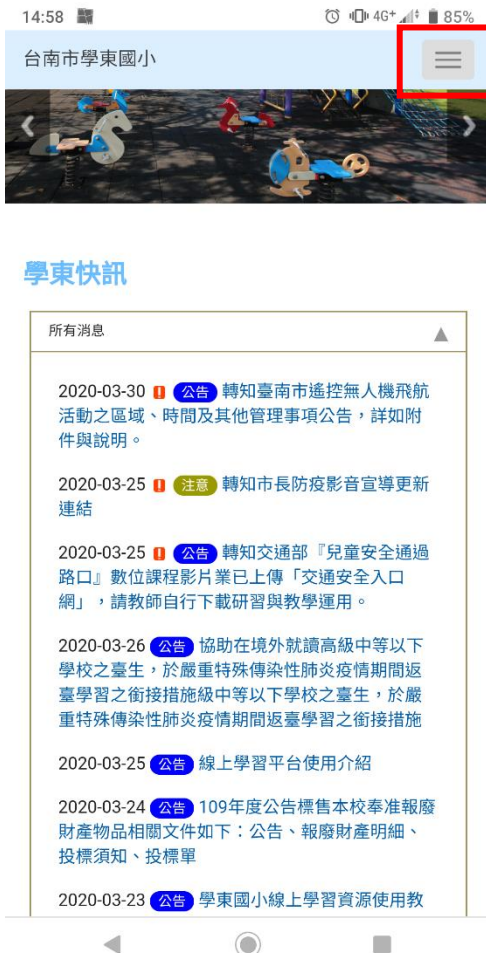 14:58 4G+ 85%
台南市學東國小
學東快訊
所有消息
2020-03-30 公告 轉知臺南市遙控無人機飛航
活動之區域、時間及其他管理事項公告，詳如附
件與說明。
2020-03-25 注意 轉知市長防疫影音宣導更新
連結
2020-03-25 公告 轉知交通部『兒童安全通過
路口』數位課程影片業已上傳「交通安全入口
網」，請教師自行下載研習與教學運用。
2020-03-26 公告 協助在境外就讀高級中等以下
學校之臺生，於嚴重特殊傳染性肺炎疫情期間返
臺學習之銜接措施級中等以下學校之臺生，於嚴
重特殊傳染性肺炎疫情期間返臺學習之銜接措施
2020-03-25 公告 線上學習平台使用介紹
2020-03-24 公告 109年度公告標售本校奉准報廢
財產物品相關文件如下：公告、報廢財產明細、
投標須知、投標單
2020-03-23 公告 學東國小線上學習資源使用教